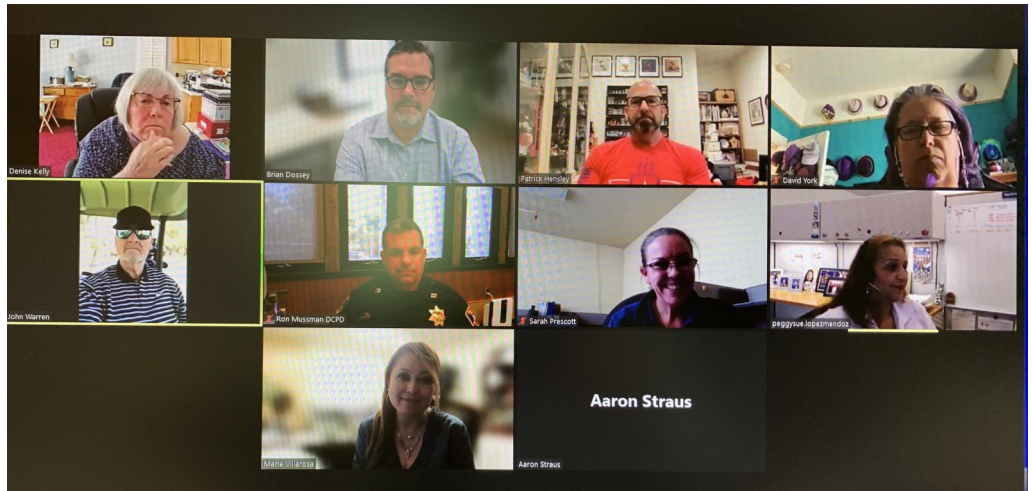 Denise Kelly
Brian Dossey
Patrick Hensley
David York
John Warren
Ron Mussman DCPD
Sarah Prescott
peggysue.lopezmendoz
Marie Villarosa
Aaron Straus
Aaron Straus